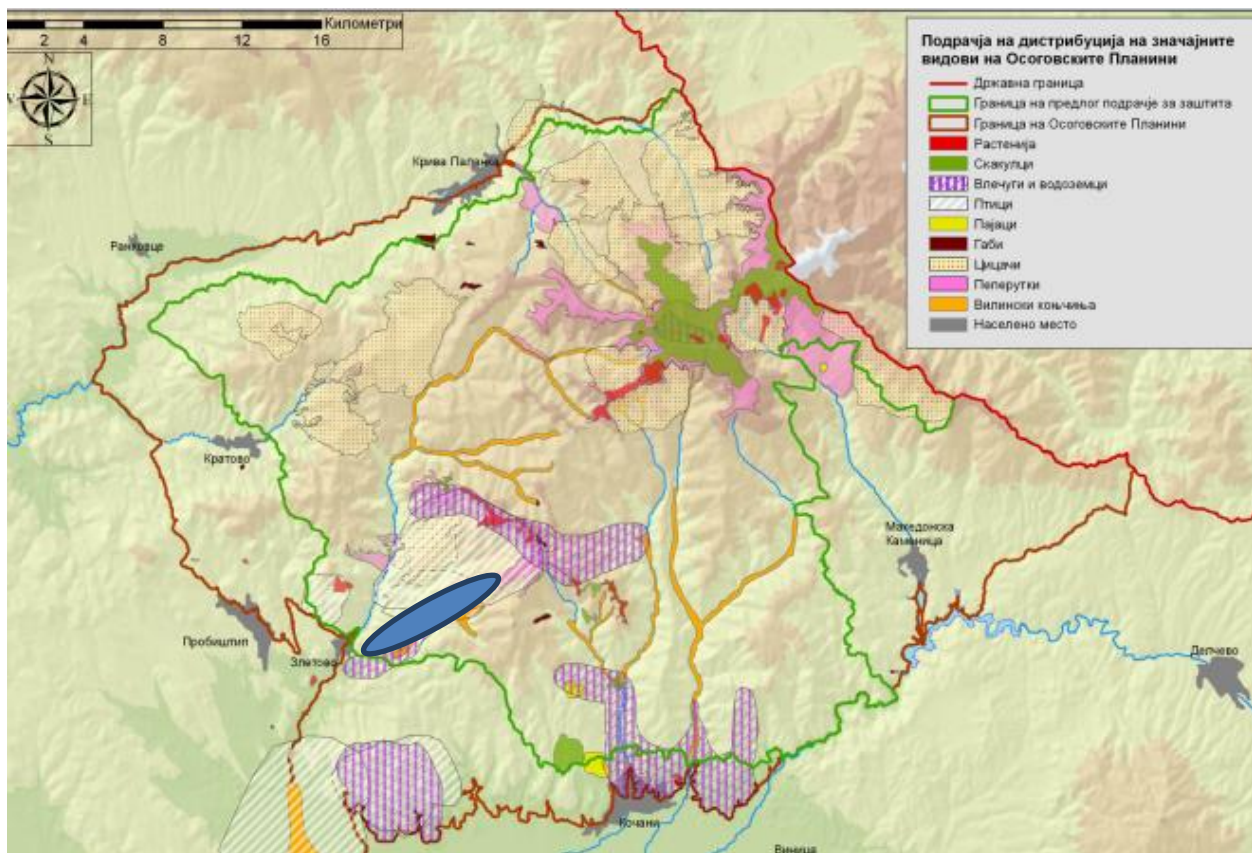 Километри
2 4 8 12 16
N
E
S
Подрачја на дистрибуција на значајните
видови на Осоговските Планини
Државна граница
Граница на предлог подрачје за заштита
Граница на Осоговските Планини
Растенија
Скакулци
Влечуги и водоземци
Птици
Пајаци
Габи
Цицачи
Пеперутки
Вилински коњчиња
Населено место
Крива Паланка
Ранковце
Кратово
Македонска
Каменица
Пробиштип
Злетово
Делчево
Кочани
Виница